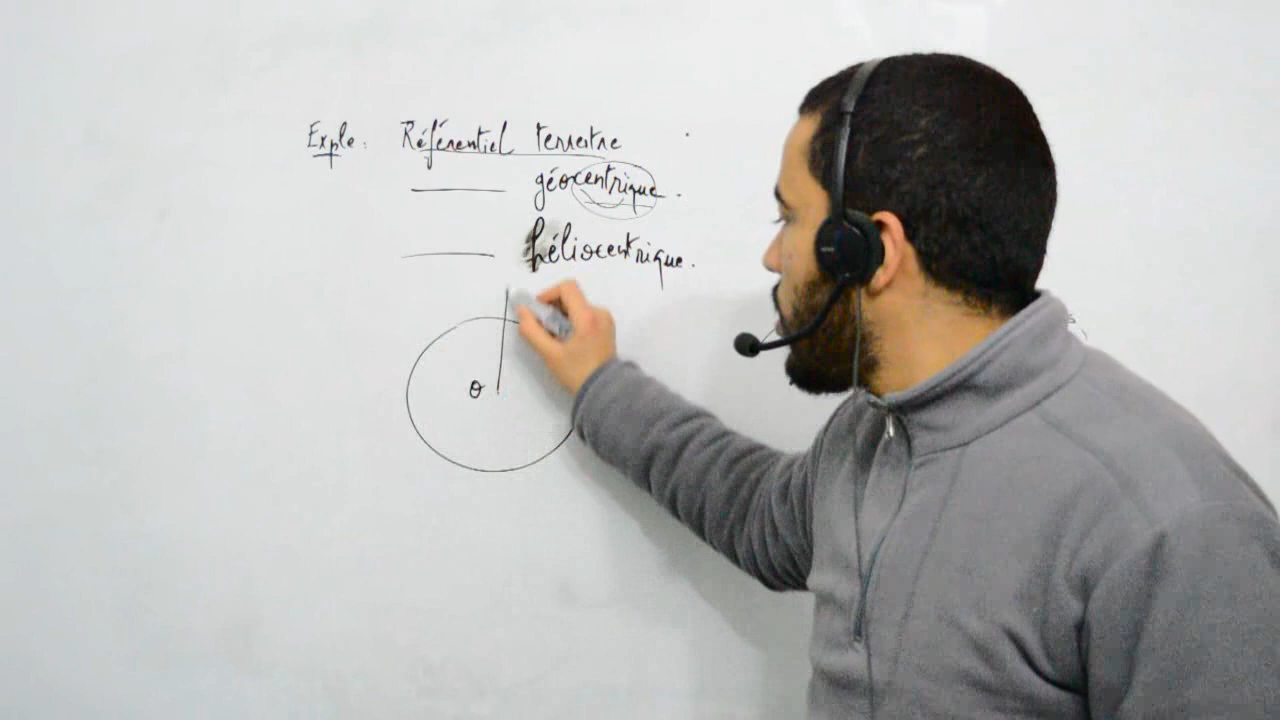 Exple : Référentiel terrestre
—— géocentrique.
—— héliocentrique.
O